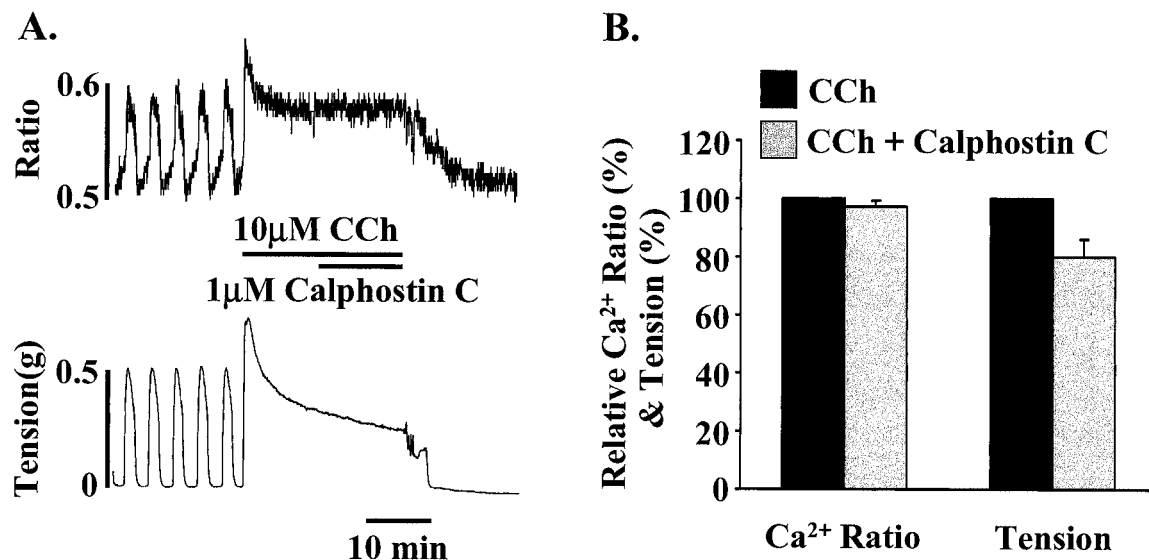 A.
0.6
Ratio
0.5
10µM CCh
1µM Calphostin C
0.5
Tension(g)
0
10 min
B.
CCh
CCh + Calphostin C
Relative Ca²⁺ Ratio (%)
& Tension (%)
120
100
80
60
40
20
0
Ca²⁺ Ratio
Tension